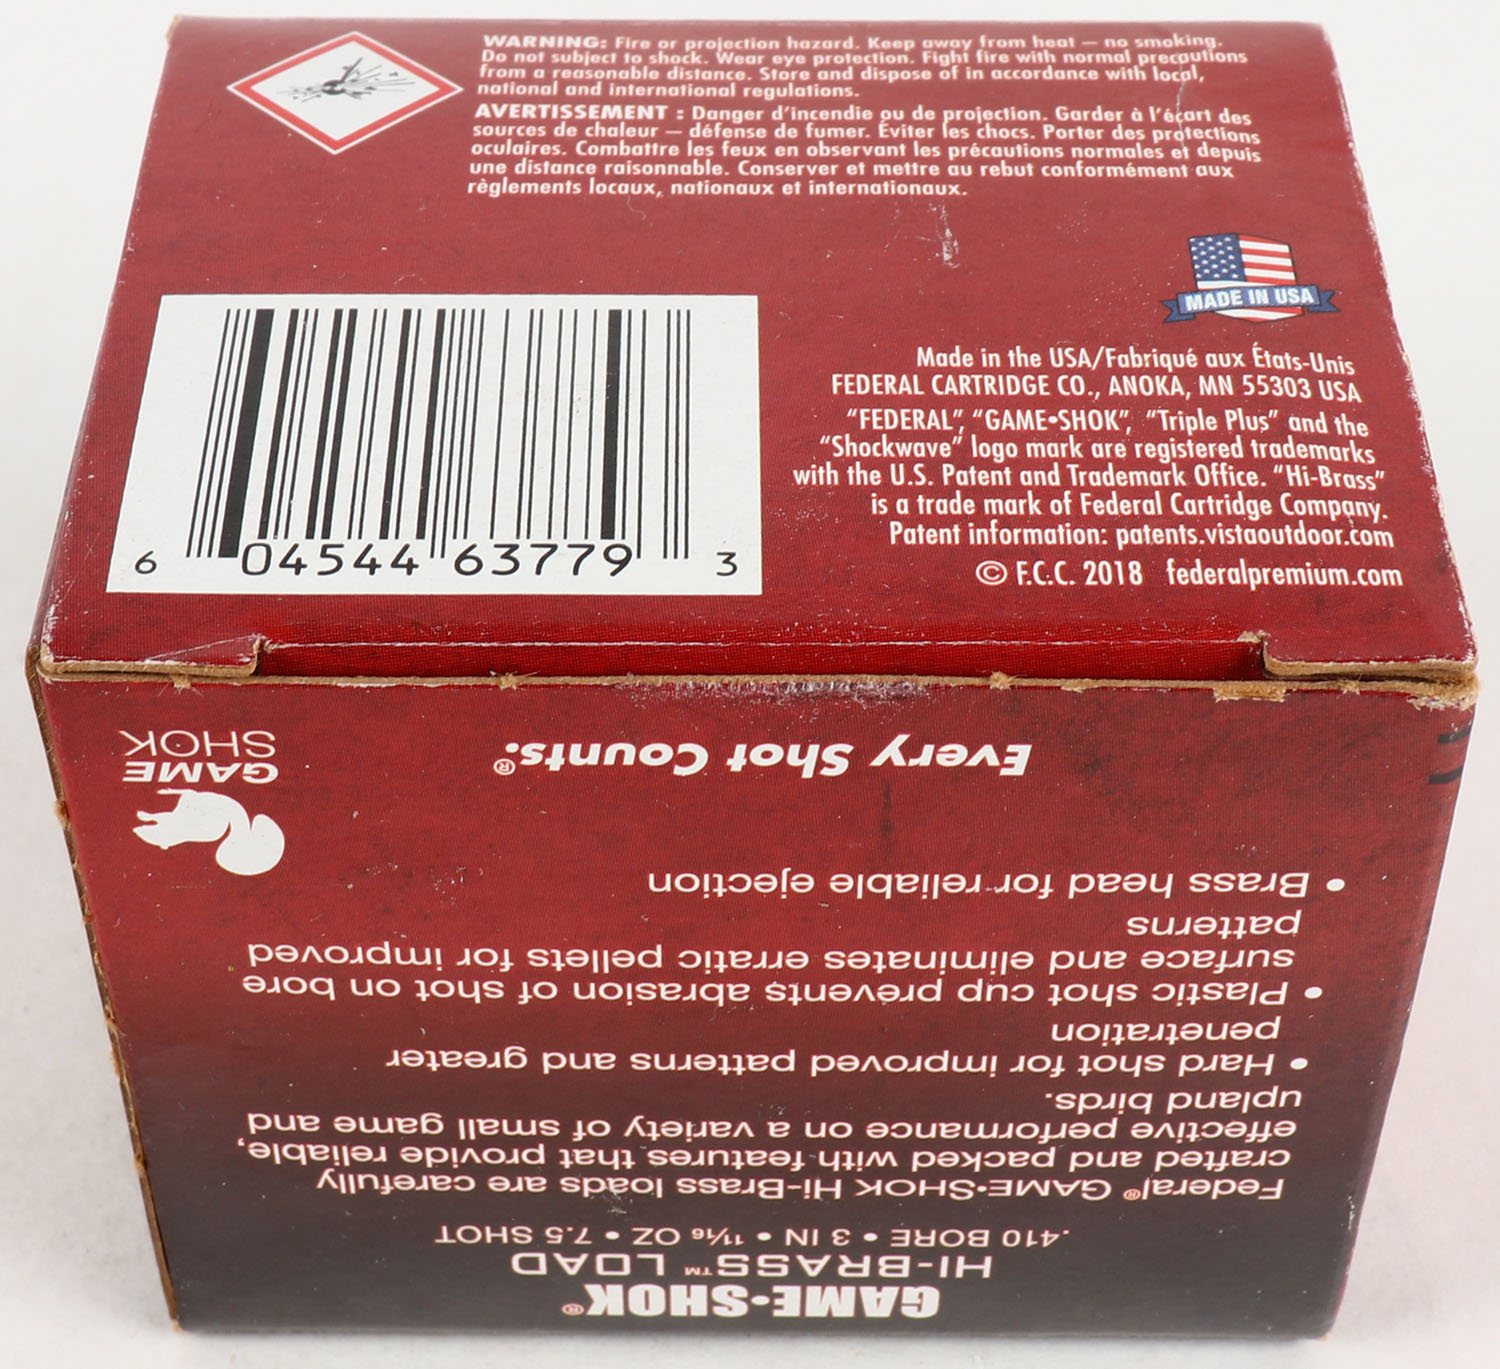 WARNING: Fire or projection hazard. Keep away from heat – no smoking.
Do not subject to shock. Wear eye protection. Fight fire with normal precautions
from a reasonable distance. Store and dispose of in accordance with local,
national and international regulations.
AVERTISSEMENT : Danger d'incendie ou de projection. Garder à l'écart des
sources de chaleur – défense de fumer. Éviter les chocs. Porter des protections
oculaires. Combattre les feux en observant les précautions normales et depuis
une distance raisonnable. Conserver et mettre au rebut conformément aux
règlements locaux, nationaux et internationaux.
MADE IN USA
Made in the USA/Fabriqué aux États-Unis
FEDERAL CARTRIDGE CO., ANOKA, MN 55303 USA
"FEDERAL", "GAME•SHOK", "Triple Plus" and the
"Shockwave" logo mark are registered trademarks
with the U.S. Patent and Trademark Office. "Hi-Brass"
is a trade mark of Federal Cartridge Company.
Patent information: patents.vistaoutdoor.com
© F.C.C. 2018 federalpremium.com
6 04544 63779 3
GAME•SHOK®
HI-BRASS™ LOAD
.410 BORE • 3 IN • 11/16 OZ • 7.5 SHOT
Federal® GAME•SHOK Hi-Brass loads are carefully
crafted and packed with features that provide reliable,
effective performance on a variety of small game and
upland birds.
• Hard shot for improved patterns and greater
penetration
• Plastic shot cup prevents abrasion of shot on bore
surface and eliminates erratic pellets for improved
patterns
• Brass head for reliable ejection
Every Shot Counts.®
GAME
SHOK